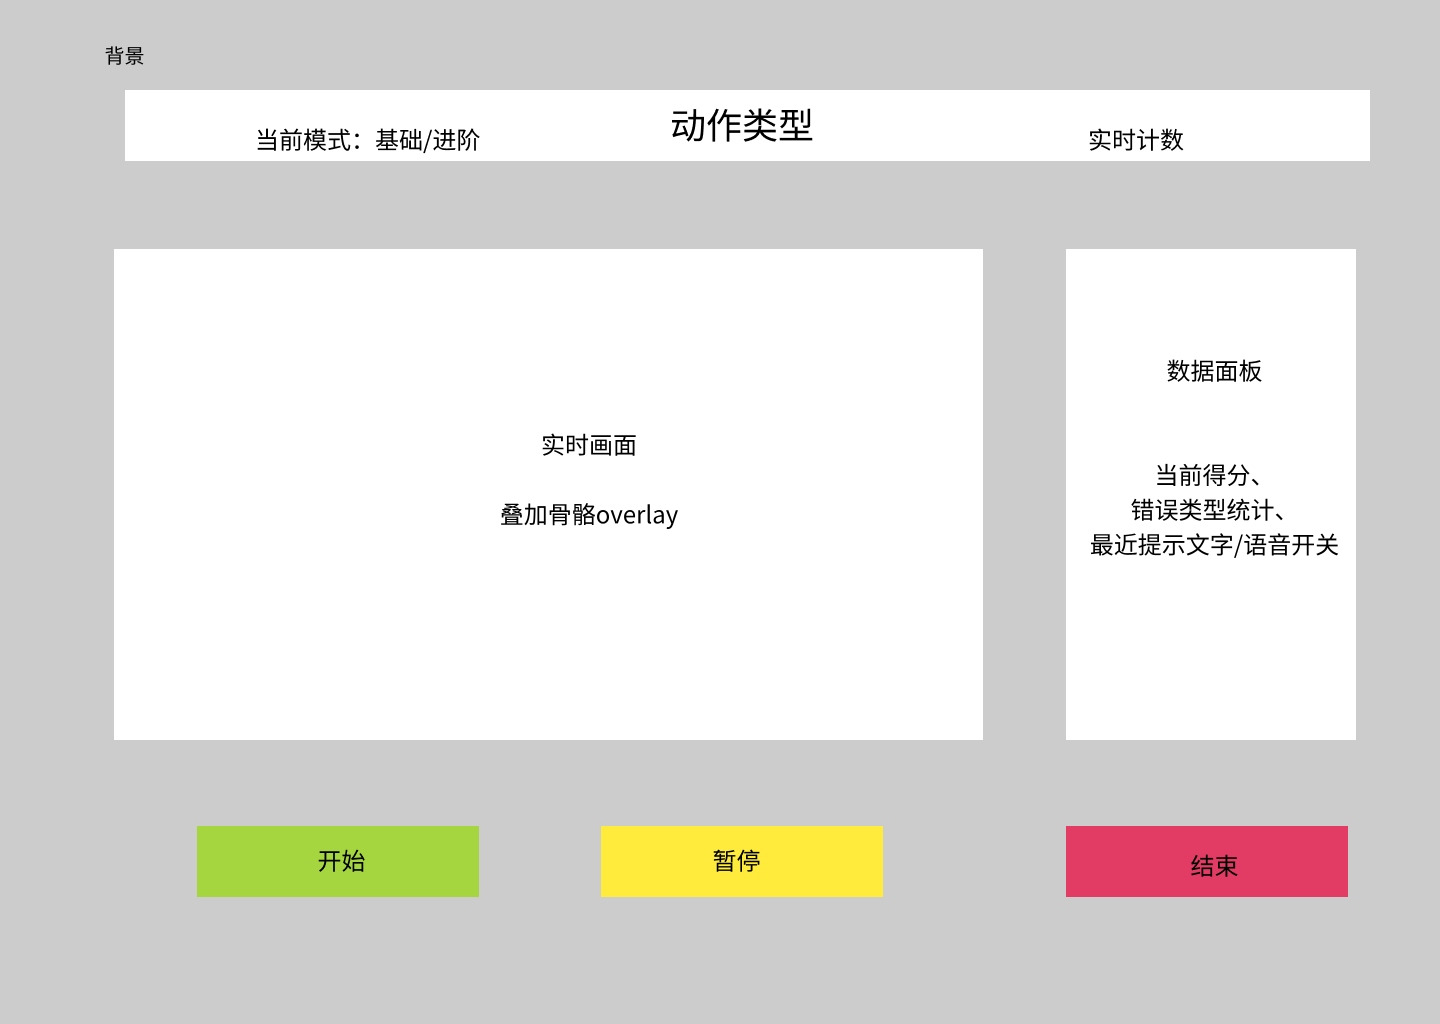 背景
当前模式：基础/进阶
动作类型
实时计数
实时画面
叠加骨骼overlay
数据面板
当前得分、
错误类型统计、
最近提示文字/语音开关
开始
暂停
结束